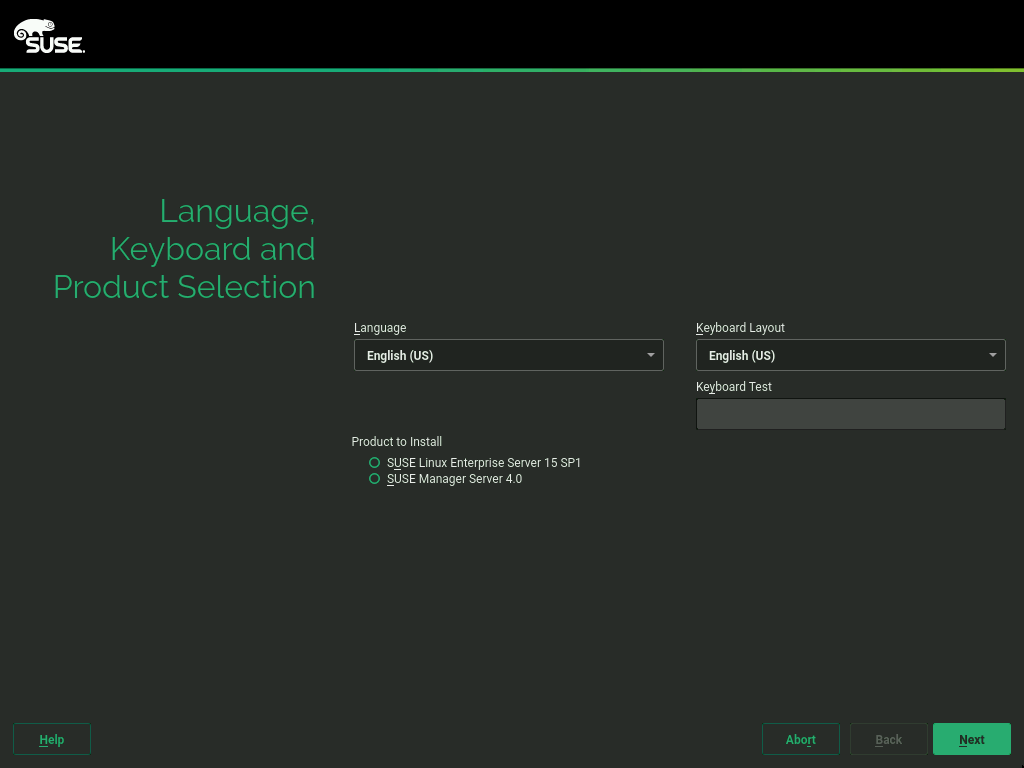 SUSE.
Language,
Keyboard and
Product Selection
Language
Keyboard Layout
English (US)
English (US)
Keyboard Test
Product to Install
SUSE Linux Enterprise Server 15 SP1
SUSE Manager Server 4.0
Help
Abort
Back
Next